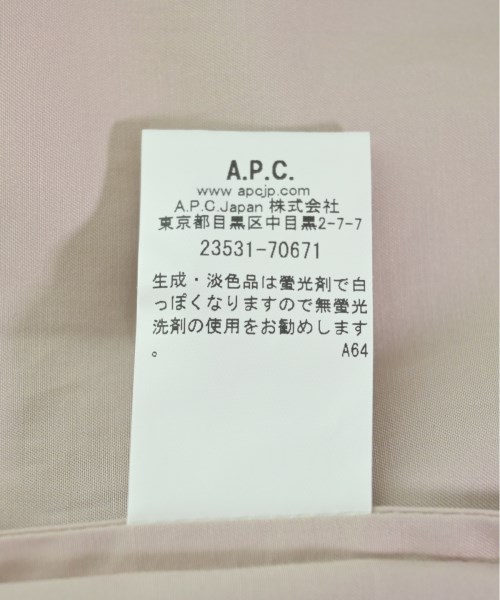 A.P.C.
www apcjp.com
A.P.C.Japan 株式会社
東京都目黒区中目黒2-7-7
23531-70671
生成・淡色品は螢光剤で白
っぽくなりますので無螢光
洗剤の使用をお勧めします
。 A64